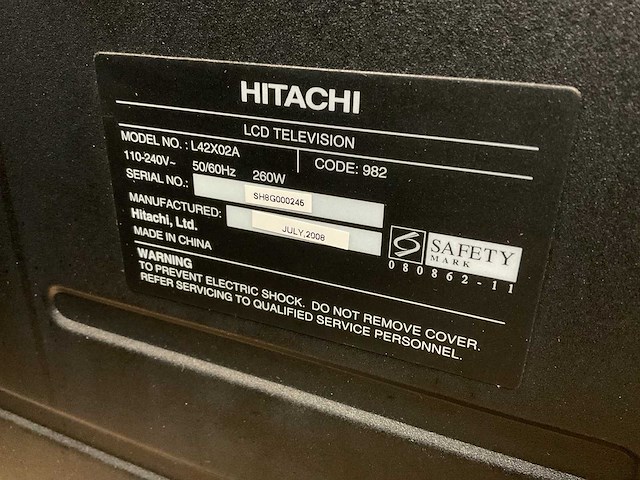 HITACHI
LCD TELEVISION
MODEL NO. : L42X02A
CODE: 982
110-240V~ 50/60Hz 260W
SERIAL NO.: SH8G000246
MANUFACTURED: JULY,2008
Hitachi, Ltd.
MADE IN CHINA
SAFETY
MARK
080862-11
WARNING
TO PREVENT ELECTRIC SHOCK. DO NOT REMOVE COVER.
REFER SERVICING TO QUALIFIED SERVICE PERSONNEL.